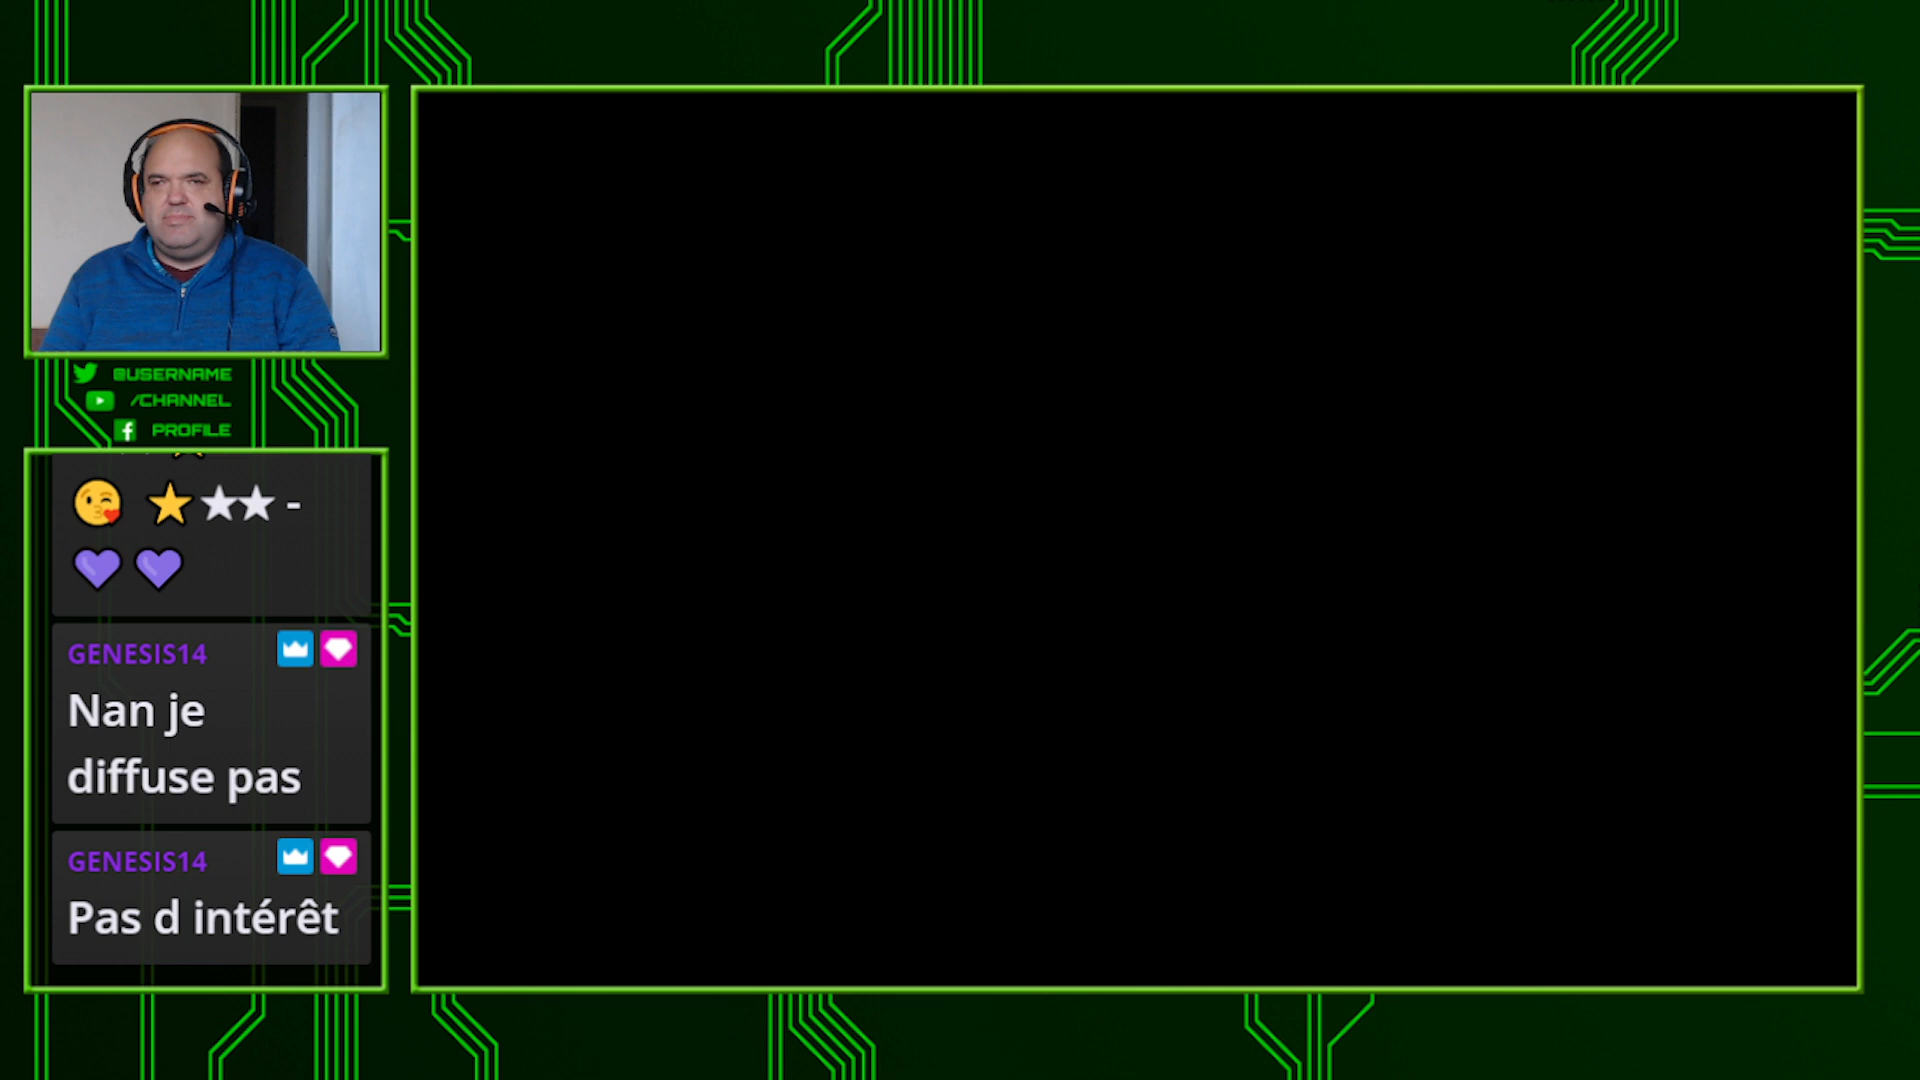 @USERNAME
/CHANNEL
PROFILE
😘 ⭐★★ -
💜 💜
GENESIS14
Nan je
diffuse pas
GENESIS14
Pas d intérêt